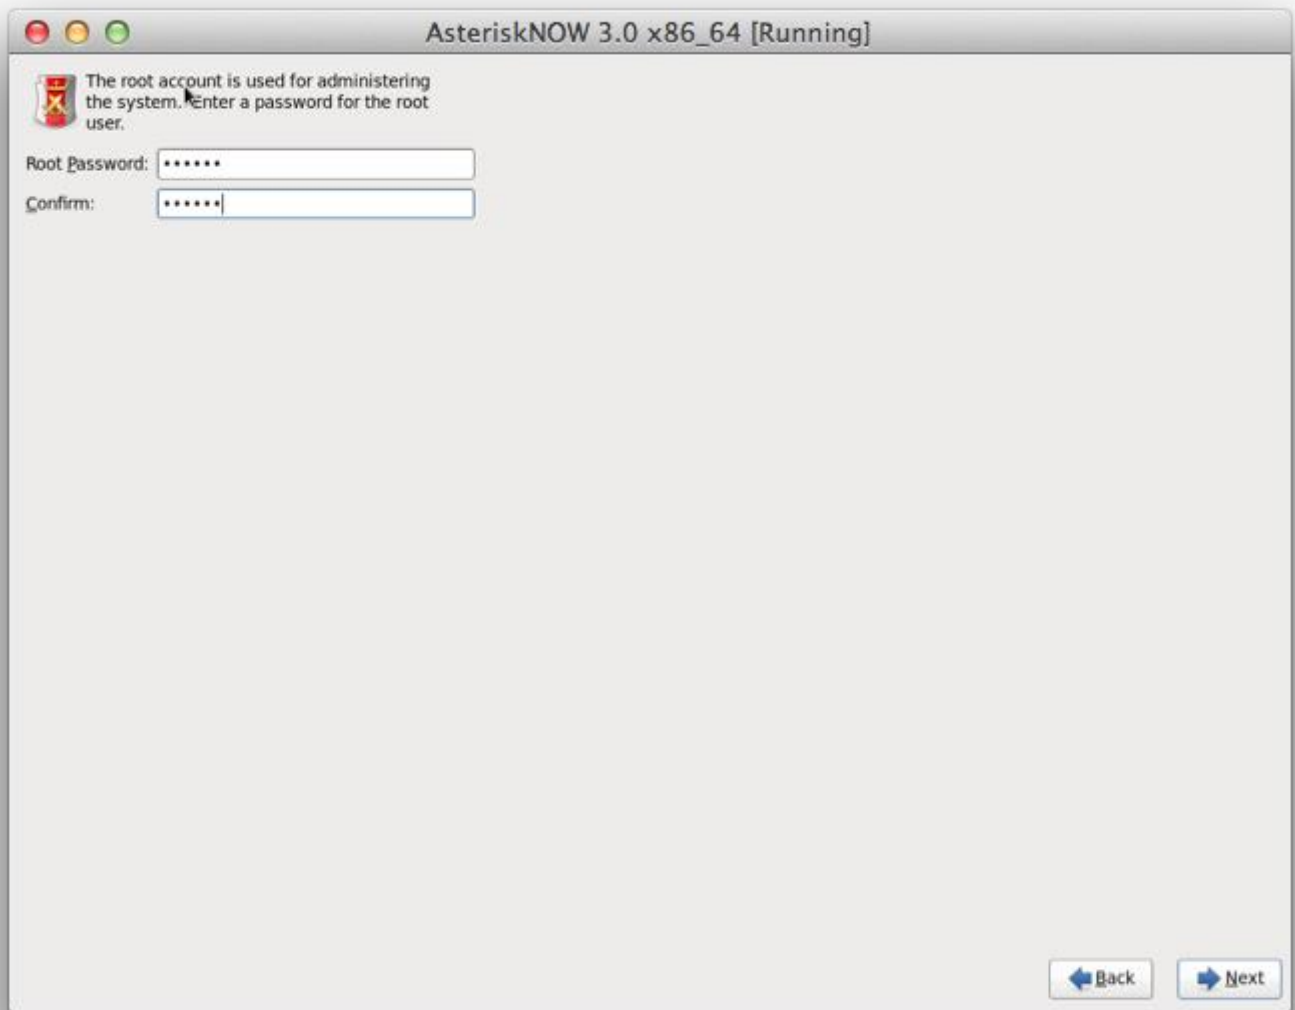 AsteriskNOW 3.0 x86_64 [Running]
The root account is used for administering
the system. Enter a password for the root
user.
Root Password: ••••••
Confirm: ••••••
Back Next